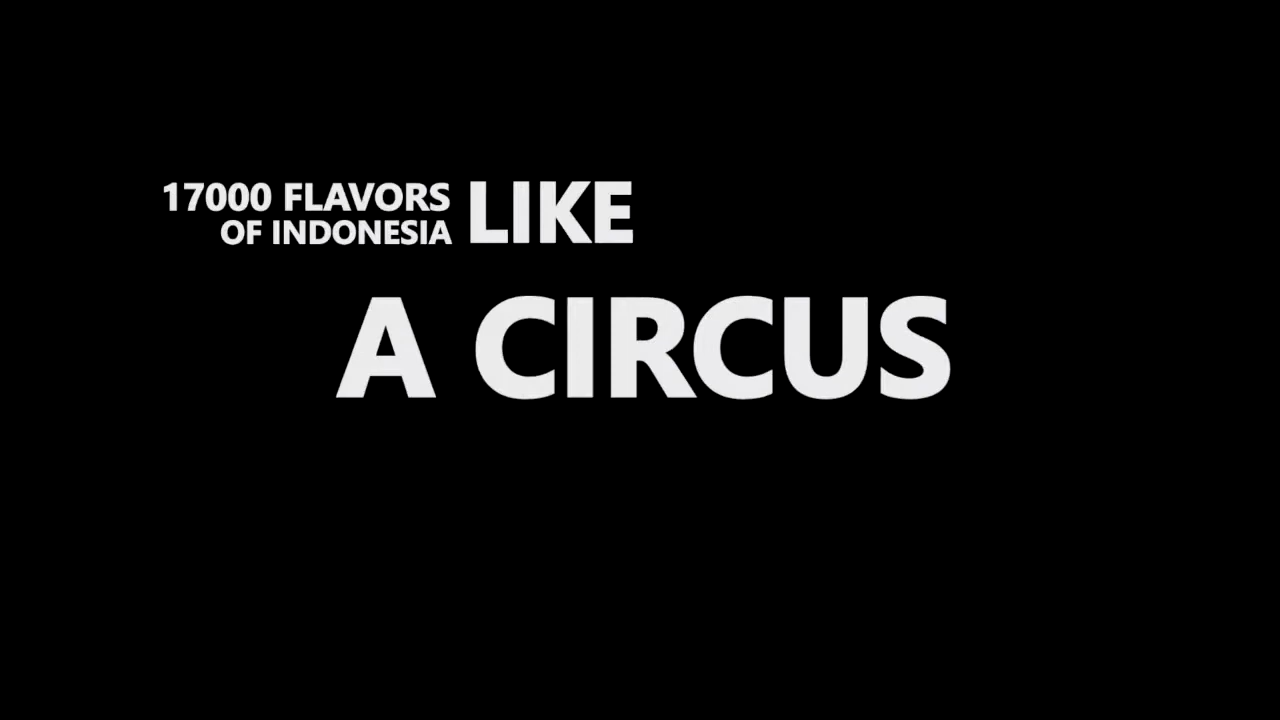 17000 FLAVORS
OF INDONESIA
LIKE
A CIRCUS